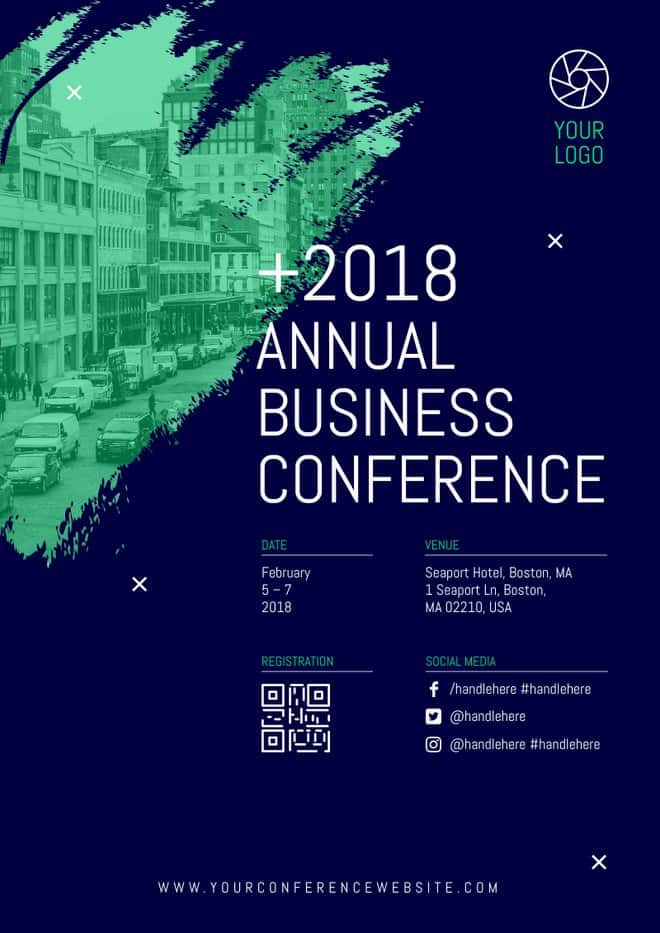 YOUR
LOGO
+2018
ANNUAL
BUSINESS
CONFERENCE
DATE
February
5 – 7
2018
VENUE
Seaport Hotel, Boston, MA
1 Seaport Ln, Boston,
MA 02210, USA
REGISTRATION
SOCIAL MEDIA
/handlehere #handlehere
@handlehere
@handlehere #handlehere
WWW.YOURCONFERENCEWEBSITE.COM